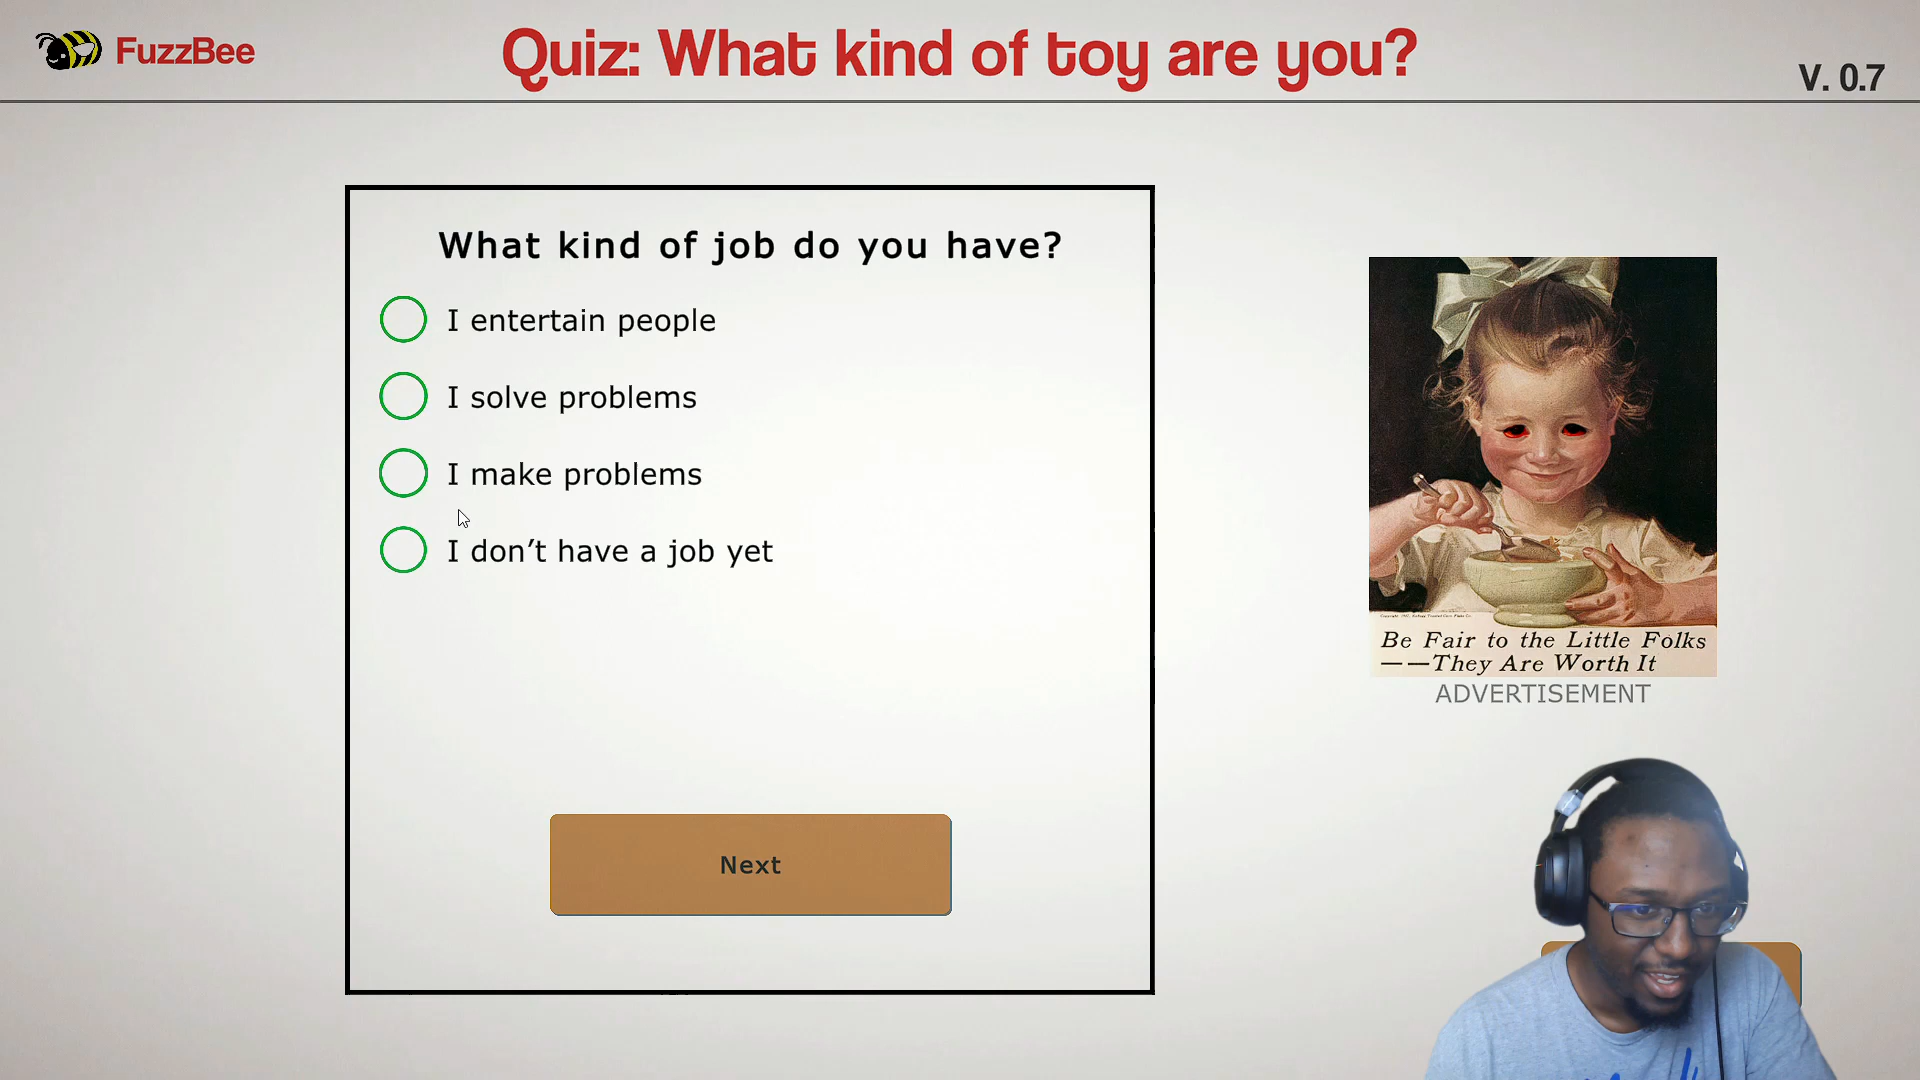 FuzzBee
Quiz: What kind of toy are you?
V. 0.7
What kind of job do you have?
I entertain people
I solve problems
I make problems
I don’t have a job yet
Next
Be Fair to the Little Folks
——They Are Worth It
ADVERTISEMENT